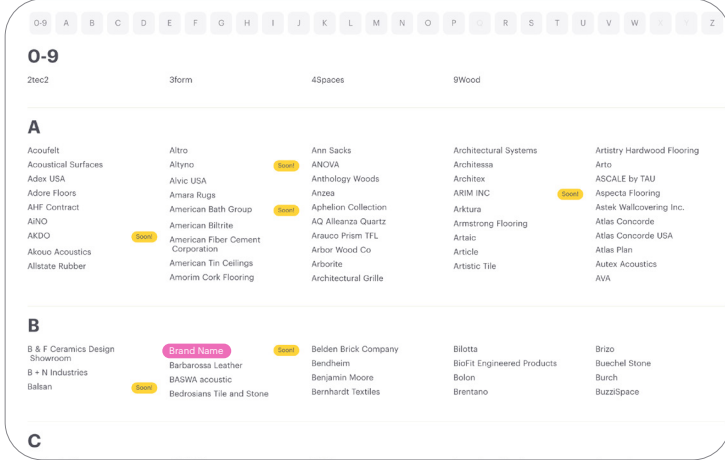 0-9 A B C D E F G H I J K L M N O P Q R S T U V W X Y Z
0-9
2tec2
3form
4Spaces
9Wood
A
Acoufelt
Acoustical Surfaces
Adex USA
Adore Floors
AHF Contract
AiNO
AKDO Soon!
Akouo Acoustics
Allstate Rubber
Altro
Altyno Soon!
Alvic USA
Amara Rugs
American Bath Group Soon!
American Biltrite
American Fiber Cement
Corporation
American Tin Ceilings
Amorim Cork Flooring
Ann Sacks
ANOVA
Anthology Woods
Anzea
Aphelion Collection
AQ Alleanza Quartz
Arauco Prism TFL
Arbor Wood Co
Arborite
Architectural Grille
Architectural Systems
Architessa
Architex
ARIM INC Soon!
Arktura
Armstrong Flooring
Artaic
Article
Artistic Tile
Artistry Hardwood Flooring
Arto
ASCALE by TAU
Aspecta Flooring
Astek Wallcovering Inc.
Atlas Concorde
Atlas Concorde USA
Atlas Plan
Autex Acoustics
AVA
B
B & F Ceramics Design
Showroom
B + N Industries
Balsan Soon!
Brand Name Soon!
Barbarossa Leather
BASWA acoustic
Bedrosians Tile and Stone
Belden Brick Company
Bendheim
Benjamin Moore
Bernhardt Textiles
Bilotta
BioFit Engineered Products
Bolon
Brentano
Brizo
Buechel Stone
Burch
BuzziSpace
C